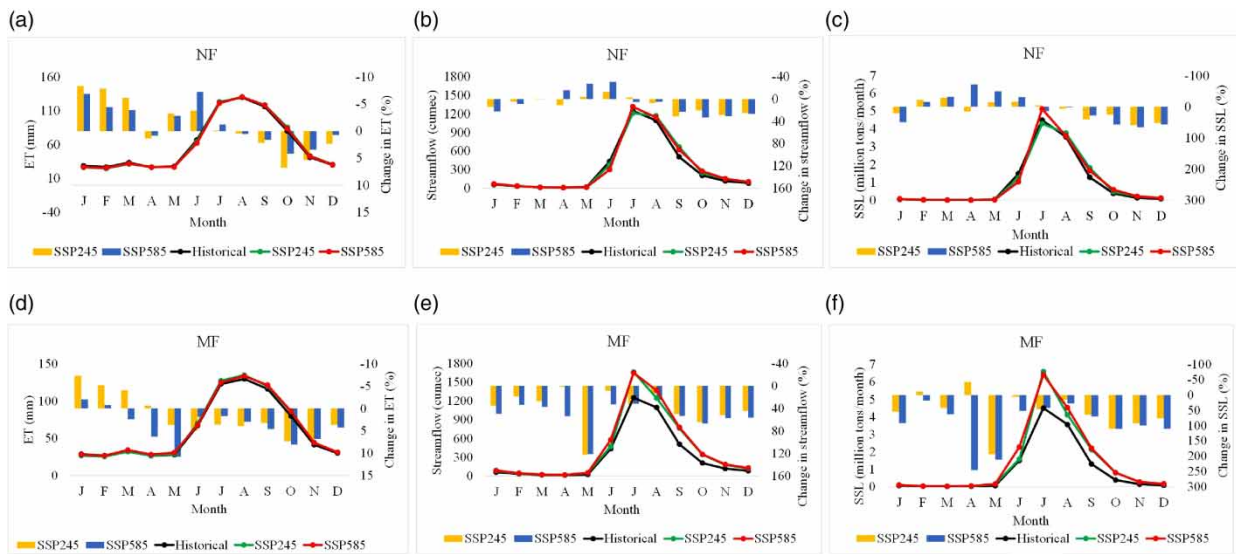 (a)
NF
ET (mm)
160
110
60
10
-40
Change in ET (%)
-10
-5
0
5
10
15
J F M A M J J A S O N D
Month
SSP245 SSP585 Historical SSP245 SSP585
(b)
NF
Streamflow (cumec)
1800
1500
1200
900
600
300
0
Change in streamflow (%)
-40
0
40
80
120
160
J F M A M J J A S O N D
Month
SSP245 SSP585 Historical SSP245 SSP585
(c)
NF
SSL (million tons/month)
7
6
5
4
3
2
1
0
Change in SSL (%)
-100
0
100
200
300
J F M A M J J A S O N D
Month
SSP245 SSP585 Historical SSP245 SSP585
(d)
MF
ET (mm)
150
100
50
0
Change in ET (%)
-10
-5
0
5
10
15
J F M A M J J A S O N D
Month
SSP245 SSP585 Historical SSP245 SSP585
(e)
MF
Streamflow (cumec)
1800
1500
1200
900
600
300
0
Change in streamflow (%)
-40
0
40
80
120
160
J F M A M J J A S O N D
Month
SSP245 SSP585 Historical SSP245 SSP585
(f)
MF
SSL (million tons/month)
7
6
5
4
3
2
1
0
Change in SSL (%)
-100
-50
0
50
100
150
200
250
300
J F M A M J J A S O N D
Month
SSP245 SSP585 Historical SSP245 SSP585